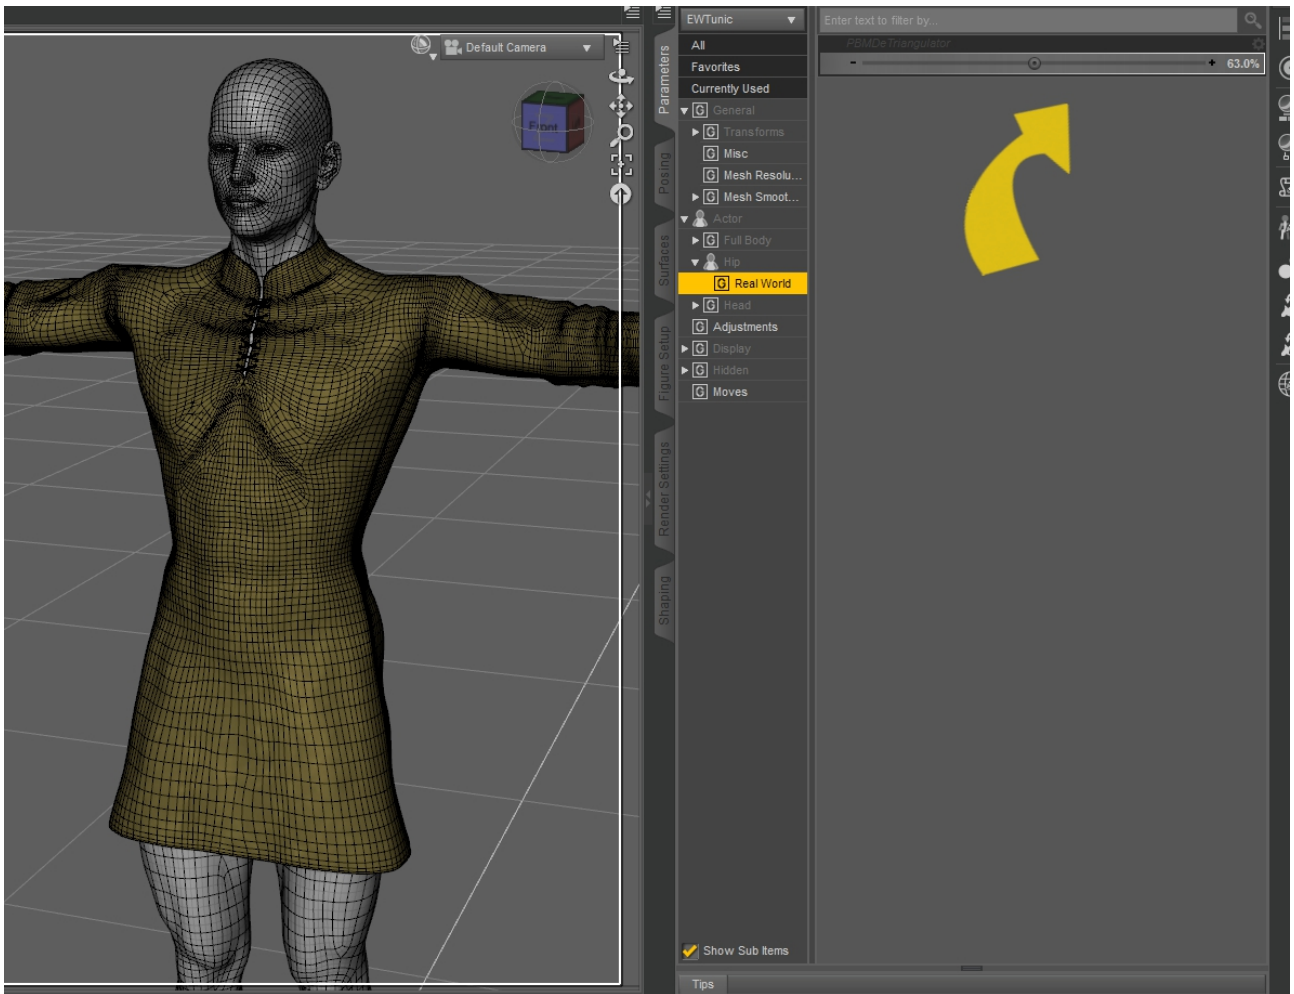 Default Camera
Front
Parameters
Posing
Surfaces
Figure Setup
Render Settings
Shaping
EWTunic
All
Favorites
Currently Used
G General
G Transforms
G Misc
G Mesh Resolu...
G Mesh Smoot...
Actor
G Full Body
Hip
G Real World
G Head
G Adjustments
G Display
G Hidden
G Moves
Show Sub Items
Enter text to filter by...
PBMDeTriangulator
- + 63.0%
Tips